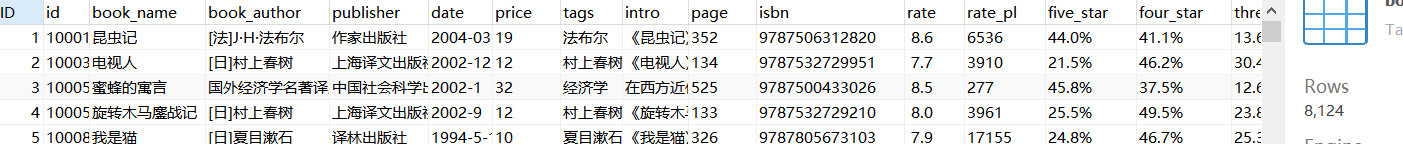 ID id book_name book_author publisher date price tags intro page isbn rate rate_pl five_star four_star thre
1 10001 昆虫记 [法]J·H·法布尔 作家出版社 2004-03 19 法布尔 《昆虫记》 352 9787506312820 8.6 6536 44.0% 41.1% 13.6
2 10003 电视人 [日]村上春树 上海译文出版社 2002-12 12 村上春树 《电视人》 134 9787532729951 7.7 3910 21.5% 46.2% 30.4
3 10005 蜜蜂的寓言 国外经济学名著译 中国社会科学出 2002-1 32 经济学 在西方近代 525 9787500433026 8.5 277 45.8% 37.5% 12.6
4 10005 旋转木马鏖战记 [日]村上春树 上海译文出版社 2002-9 12 村上春树 《旋转木马 133 9787532729210 8.0 3961 25.5% 49.5% 23.8
5 10008 我是猫 [日]夏目漱石 译林出版社 1994-5- 10 夏目漱石 《我是猫》 326 9787805673103 7.9 17155 24.8% 46.7% 25.3
Ta
Rows
8,124